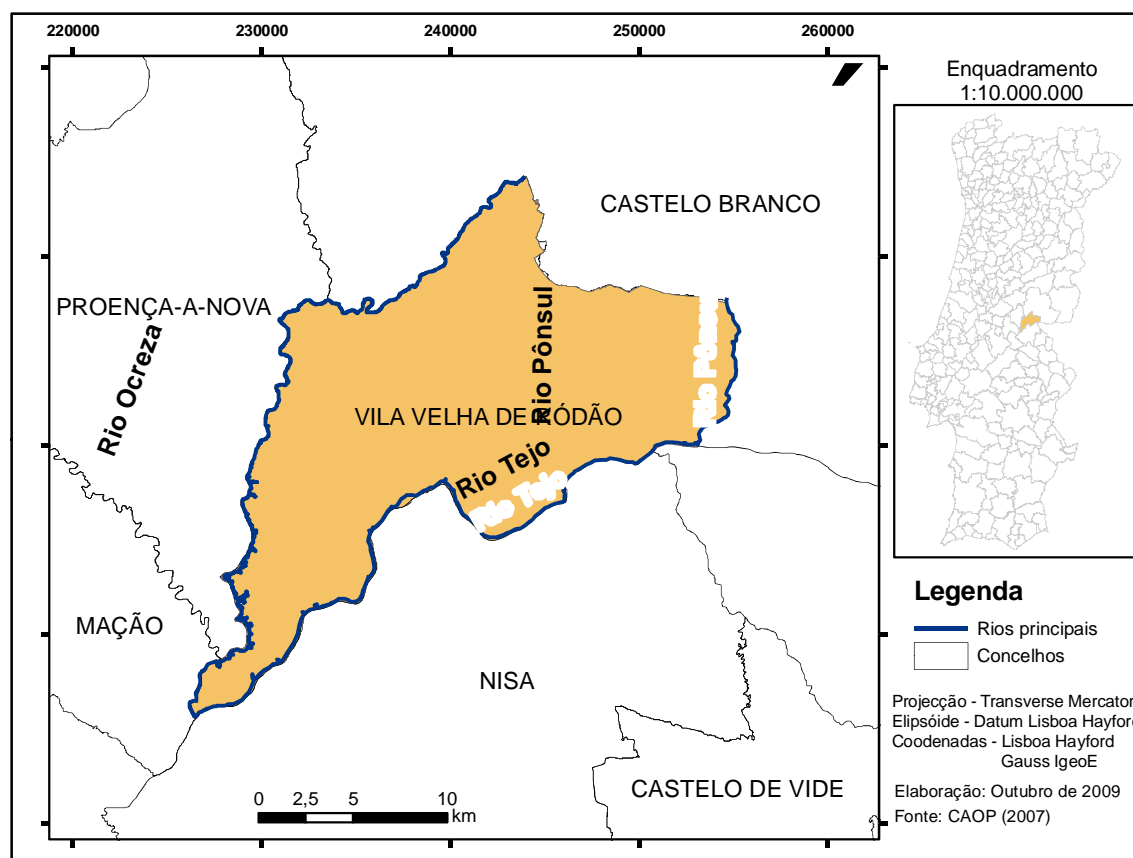 220000 230000 240000 250000 260000
Enquadramento
1:10.000.000
CASTELO BRANCO
PROENÇA-A-NOVA
Rio Ocreza
Rio Pônsul
VILA VELHA DE RÓDÃO
Rio Tejo
Rio Tejo
MAÇÃO
NISA
CASTELO DE VIDE
0 2,5 5 10
km
Legenda
Rios principais
Concelhos
Projecção - Transverse Mercator
Elipsóide - Datum Lisboa Hayford
Coodenadas - Lisboa Hayford
Gauss IgeoE
Elaboração: Outubro de 2009
Fonte: CAOP (2007)